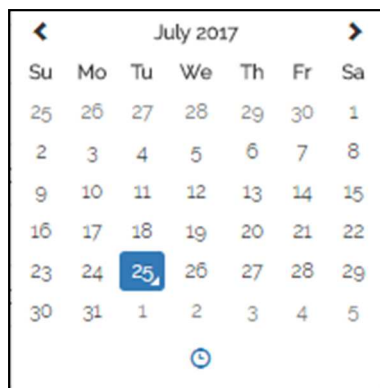 July 2017
Su Mo Tu We Th Fr Sa
25 26 27 28 29 30 1
2 3 4 5 6 7 8
9 10 11 12 13 14 15
16 17 18 19 20 21 22
23 24 25 26 27 28 29
30 31 1 2 3 4 5